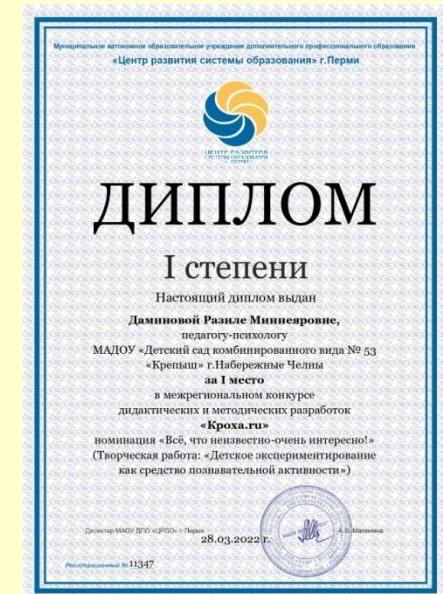 Муниципальное автономное образовательное учреждение дополнительного профессионального образования
«Центр развития системы образования» г.Перми
ЦЕНТР РАЗВИТИЯ
СИСТЕМЫ ОБРАЗОВАНИЯ
г. ПЕРМИ
ДИПЛОМ
I степени
Настоящий диплом выдан
Даминовой Разиле Миннеяровне,
педагогу-психологу
МАДОУ «Детский сад комбинированного вида № 53
«Крепыш» г.Набережные Челны
за I место
в межрегиональном конкурсе
дидактических и методических разработок
«Кроха.ru»
номинация «Всё, что неизвестно-очень интересно!»
(Творческая работа: «Детское экспериментирование
как средство познавательной активности»)
Директор МАОУ ДПО «ЦРСО» г. Перми
А.В. Малинина
28.03.2022 г.
Регистрационный № 11347